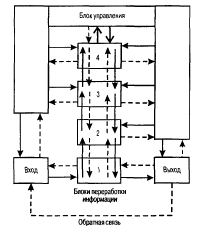 Блок управления
4
3
2
1
Вход
Выход
Блоки переработки
информации
Обратная связь